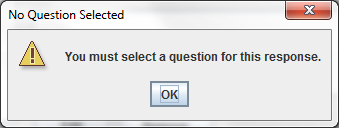 No Question Selected
You must select a question for this response.
OK